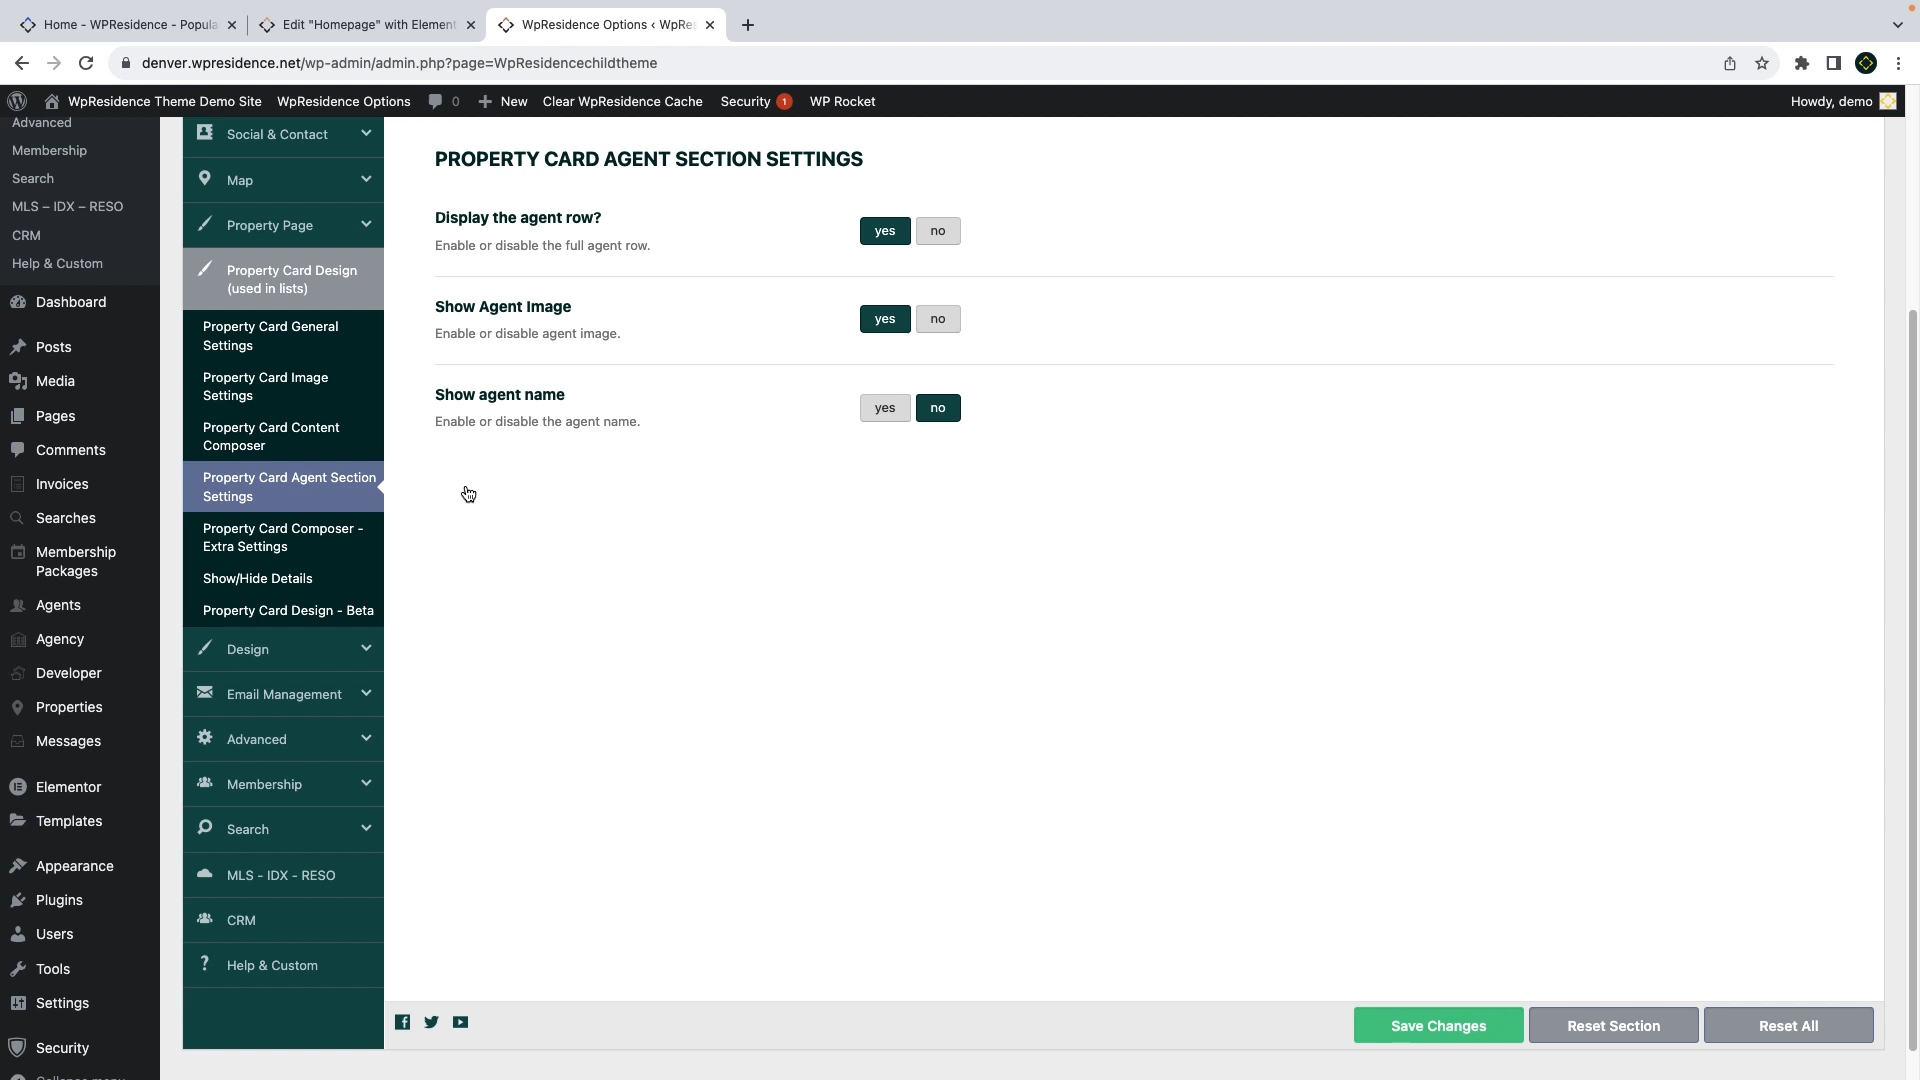 Home - WPResidence - Popula
Edit "Homepage" with Element
WpResidence Options ‹ WpRes
denver.wpresidence.net/wp-admin/admin.php?page=WpResidencechildtheme
WpResidence Theme Demo Site
WpResidence Options
0
New
Clear WpResidence Cache
Security 1
WP Rocket
Howdy, demo
Advanced
Membership
Search
MLS – IDX – RESO
CRM
Help & Custom
Dashboard
Posts
Media
Pages
Comments
Invoices
Searches
Membership
Packages
Agents
Agency
Developer
Properties
Messages
Elementor
Templates
Appearance
Plugins
Users
Tools
Settings
Security
Collapse menu
Social & Contact
Map
Property Page
Property Card Design
(used in lists)
Property Card General
Settings
Property Card Image
Settings
Property Card Content
Composer
Property Card Agent Section
Settings
Property Card Composer -
Extra Settings
Show/Hide Details
Property Card Design - Beta
Design
Email Management
Advanced
Membership
Search
MLS - IDX - RESO
CRM
Help & Custom
PROPERTY CARD AGENT SECTION SETTINGS
Display the agent row?
Enable or disable the full agent row.
yes no
Show Agent Image
Enable or disable agent image.
yes no
Show agent name
Enable or disable the agent name.
yes no
Save Changes
Reset Section
Reset All